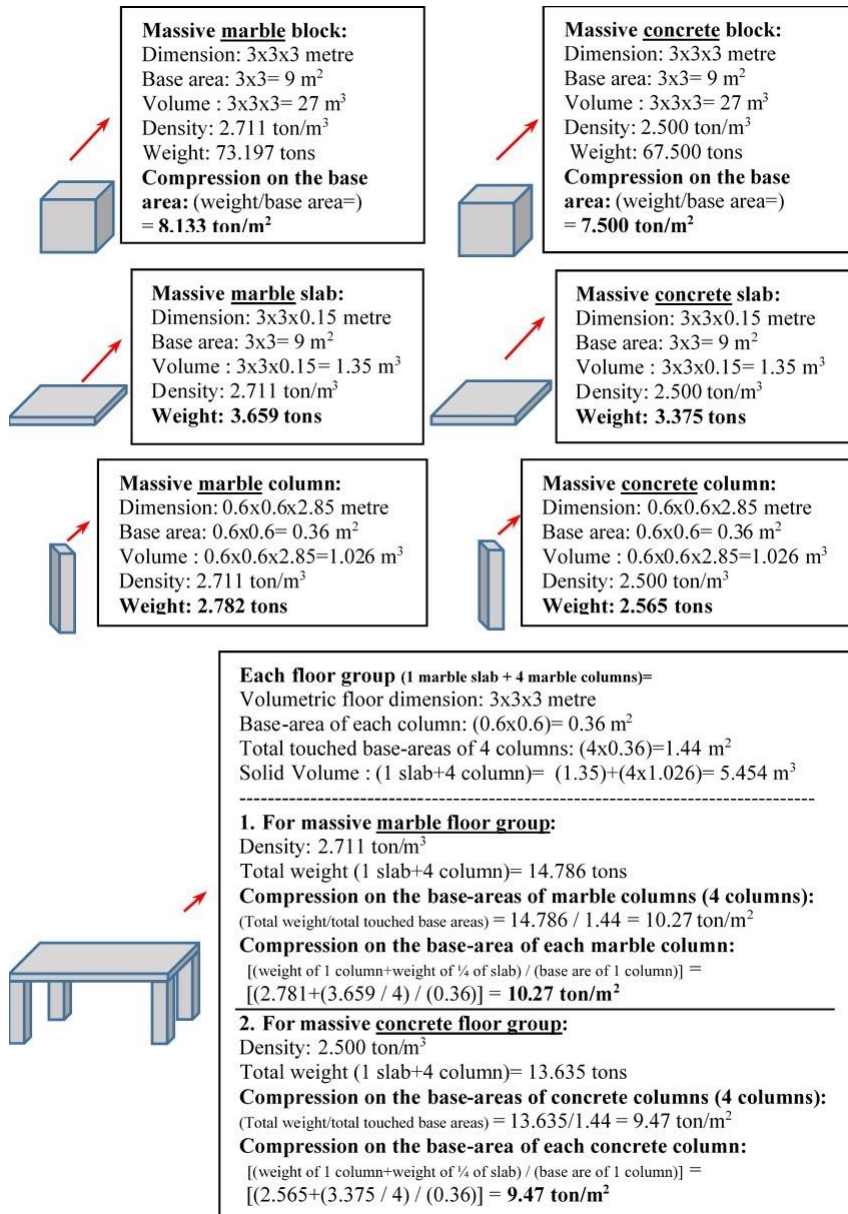 Massive marble block:
Dimension: 3x3x3 metre
Base area: 3x3= 9 m²
Volume : 3x3x3= 27 m³
Density: 2.711 ton/m³
Weight: 73.197 tons
Compression on the base
area: (weight/base area=)
= 8.133 ton/m²
Massive concrete block:
Dimension: 3x3x3 metre
Base area: 3x3= 9 m²
Volume : 3x3x3= 27 m³
Density: 2.500 ton/m³
Weight: 67.500 tons
Compression on the base
area: (weight/base area=)
= 7.500 ton/m²
Massive marble slab:
Dimension: 3x3x0.15 metre
Base area: 3x3= 9 m²
Volume : 3x3x0.15= 1.35 m³
Density: 2.711 ton/m³
Weight: 3.659 tons
Massive concrete slab:
Dimension: 3x3x0.15 metre
Base area: 3x3= 9 m²
Volume : 3x3x0.15= 1.35 m³
Density: 2.500 ton/m³
Weight: 3.375 tons
Massive marble column:
Dimension: 0.6x0.6x2.85 metre
Base area: 0.6x0.6= 0.36 m²
Volume : 0.6x0.6x2.85=1.026 m³
Density: 2.711 ton/m³
Weight: 2.782 tons
Massive concrete column:
Dimension: 0.6x0.6x2.85 metre
Base area: 0.6x0.6= 0.36 m²
Volume : 0.6x0.6x2.85=1.026 m³
Density: 2.500 ton/m³
Weight: 2.565 tons
Each floor group (1 marble slab + 4 marble columns)=
Volumetric floor dimension: 3x3x3 metre
Base-area of each column: (0.6x0.6)= 0.36 m²
Total touched base-areas of 4 columns: (4x0.36)=1.44 m²
Solid Volume : (1 slab+4 column)= (1.35)+(4x1.026)= 5.454 m³
1. For massive marble floor group:
Density: 2.711 ton/m³
Total weight (1 slab+4 column)= 14.786 tons
Compression on the base-areas of marble columns (4 columns):
(Total weight/total touched base areas) = 14.786 / 1.44 = 10.27 ton/m²
Compression on the base-area of each marble column:
[(weight of 1 column+weight of ¼ of slab) / (base are of 1 column)] =
[(2.781+(3.659 / 4) / (0.36)] = 10.27 ton/m²
2. For massive concrete floor group:
Density: 2.500 ton/m³
Total weight (1 slab+4 column)= 13.635 tons
Compression on the base-areas of concrete columns (4 columns):
(Total weight/total touched base areas) = 13.635/1.44 = 9.47 ton/m²
Compression on the base-area of each concrete column:
[(weight of 1 column+weight of ¼ of slab) / (base are of 1 column)] =
[(2.565+(3.375 / 4) / (0.36)] = 9.47 ton/m²